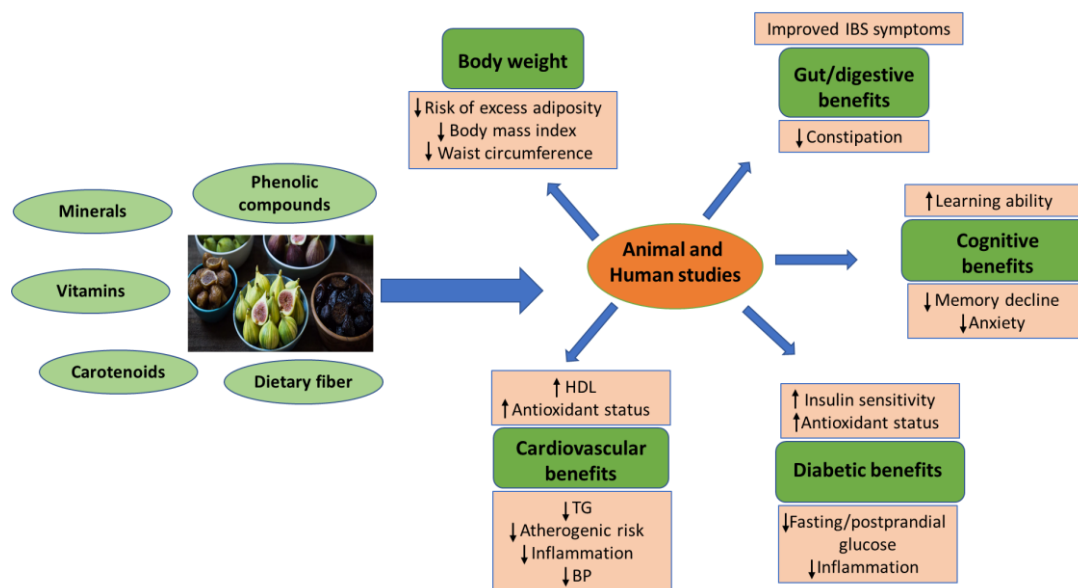 Minerals
Phenolic
compounds
Vitamins
Carotenoids
Dietary fiber
Animal and
Human studies
Body weight
↓Risk of excess adiposity
↓ Body mass index
↓ Waist circumference
Improved IBS symptoms
Gut/digestive
benefits
↓ Constipation
↑ Learning ability
Cognitive
benefits
↓ Memory decline
↓Anxiety
↑ HDL
↑ Antioxidant status
Cardiovascular
benefits
↓TG
↓ Atherogenic risk
↓ Inflammation
↓ BP
↑ Insulin sensitivity
↑Antioxidant status
Diabetic benefits
↓Fasting/postprandial
glucose
↓Inflammation